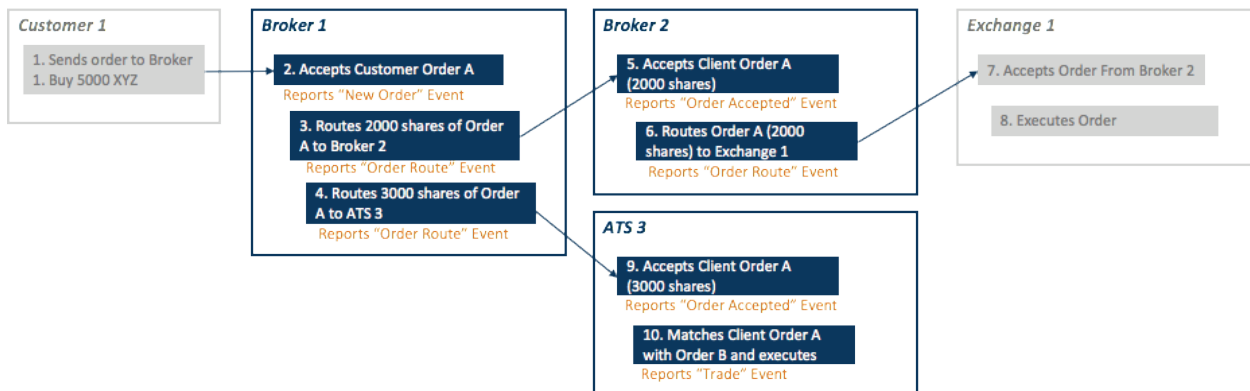 Customer 1
1. Sends order to Broker
1. Buy 5000 XYZ
Broker 1
2. Accepts Customer Order A
Reports "New Order" Event
3. Routes 2000 shares of Order
A to Broker 2
Reports "Order Route" Event
4. Routes 3000 shares of Order
A to ATS 3
Reports "Order Route" Event
Broker 2
5. Accepts Client Order A
(2000 shares)
Reports "Order Accepted" Event
6. Routes Order A (2000
shares) to Exchange 1
Reports "Order Route" Event
Exchange 1
7. Accepts Order From Broker 2
8. Executes Order
ATS 3
9. Accepts Client Order A
(3000 shares)
Reports "Order Accepted" Event
10. Matches Client Order A
with Order B and executes
Reports "Trade" Event